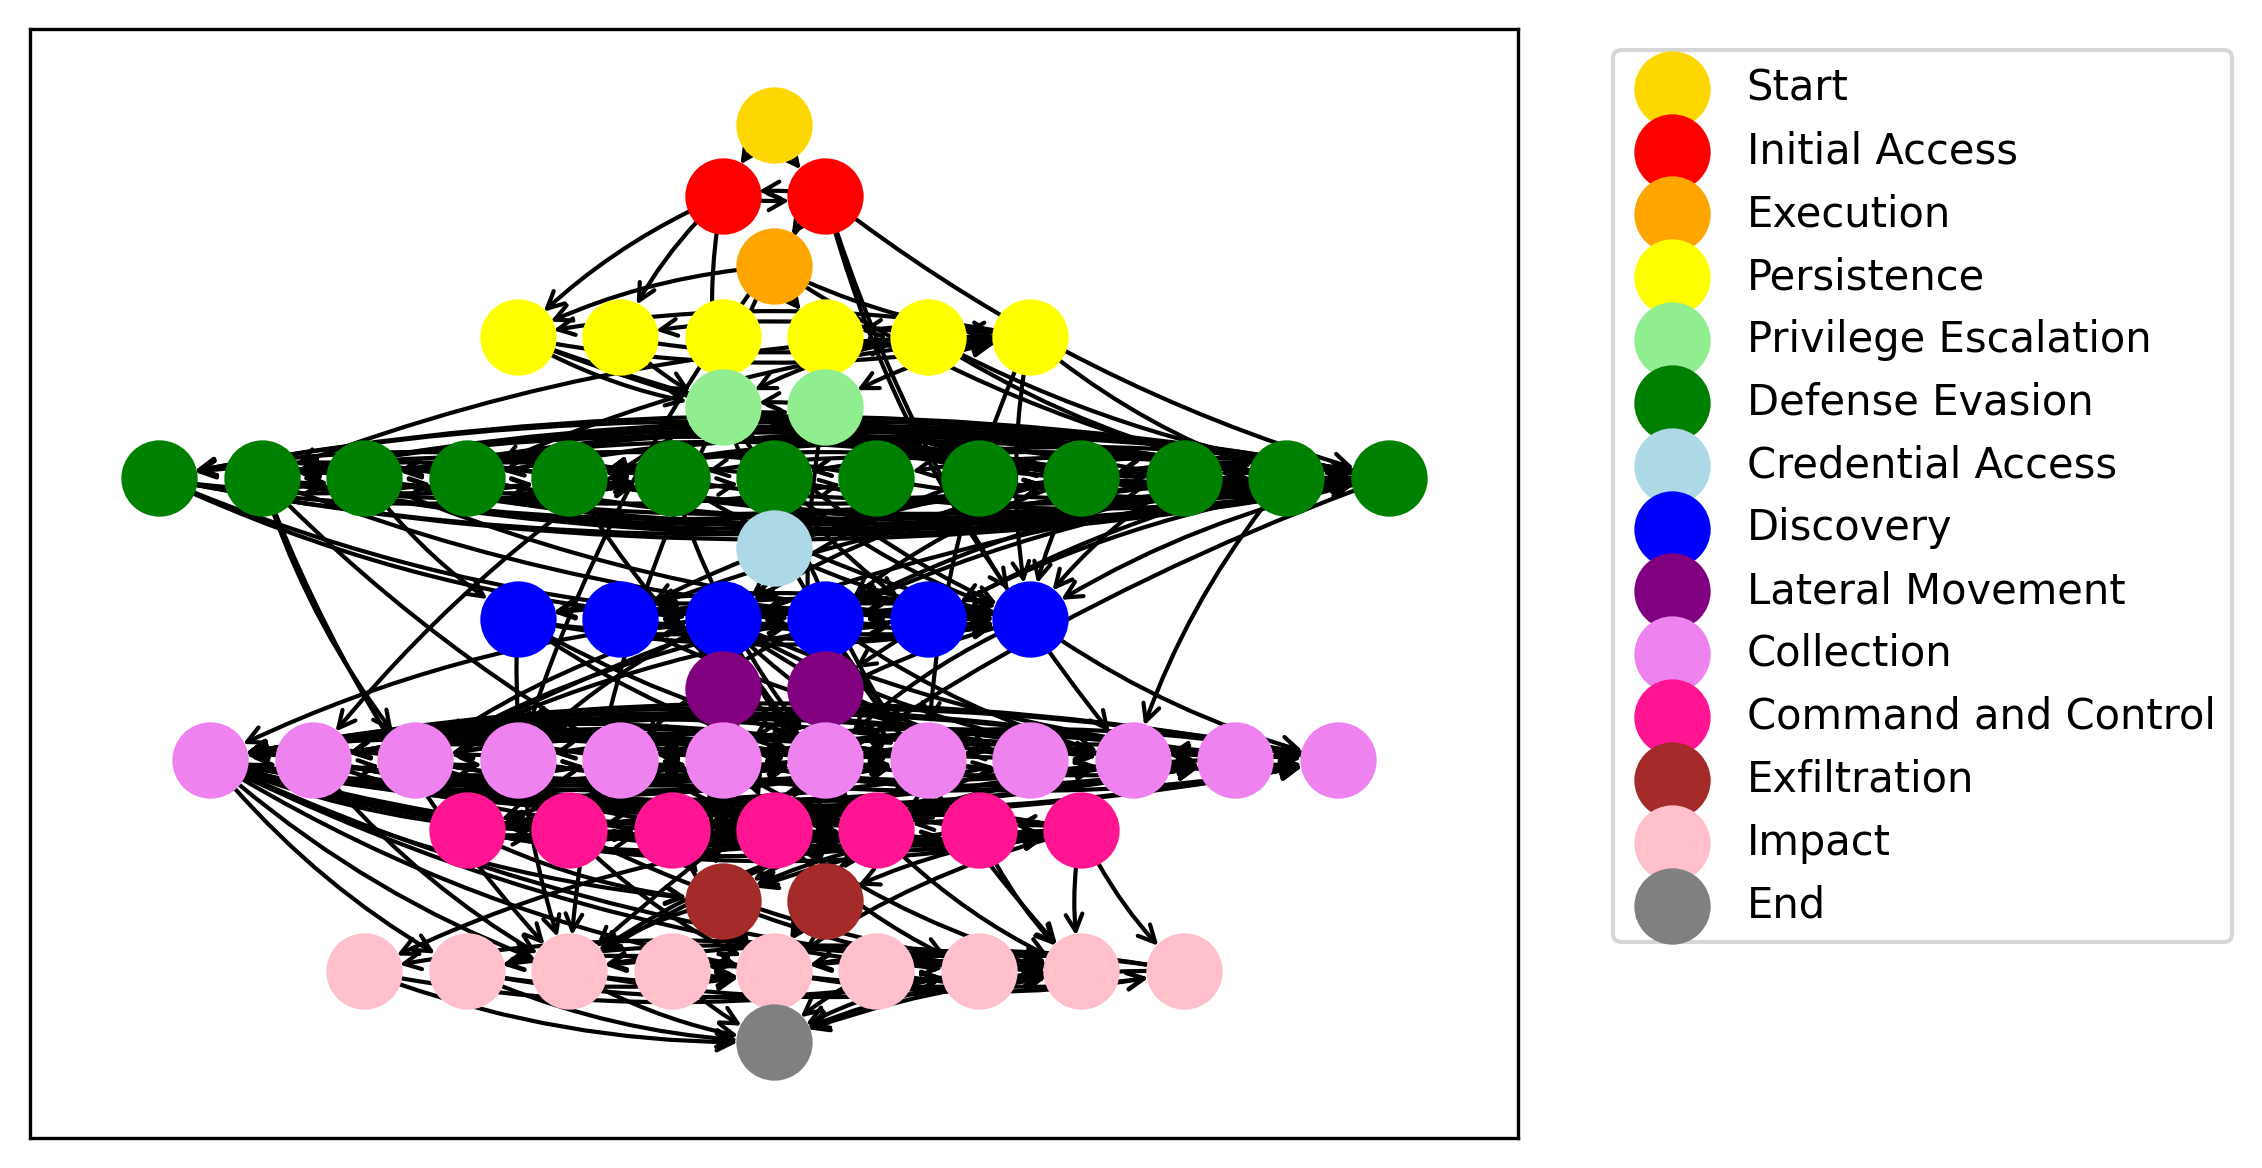 Start
Initial Access
Execution
Persistence
Privilege Escalation
Defense Evasion
Credential Access
Discovery
Lateral Movement
Collection
Command and Control
Exfiltration
Impact
End